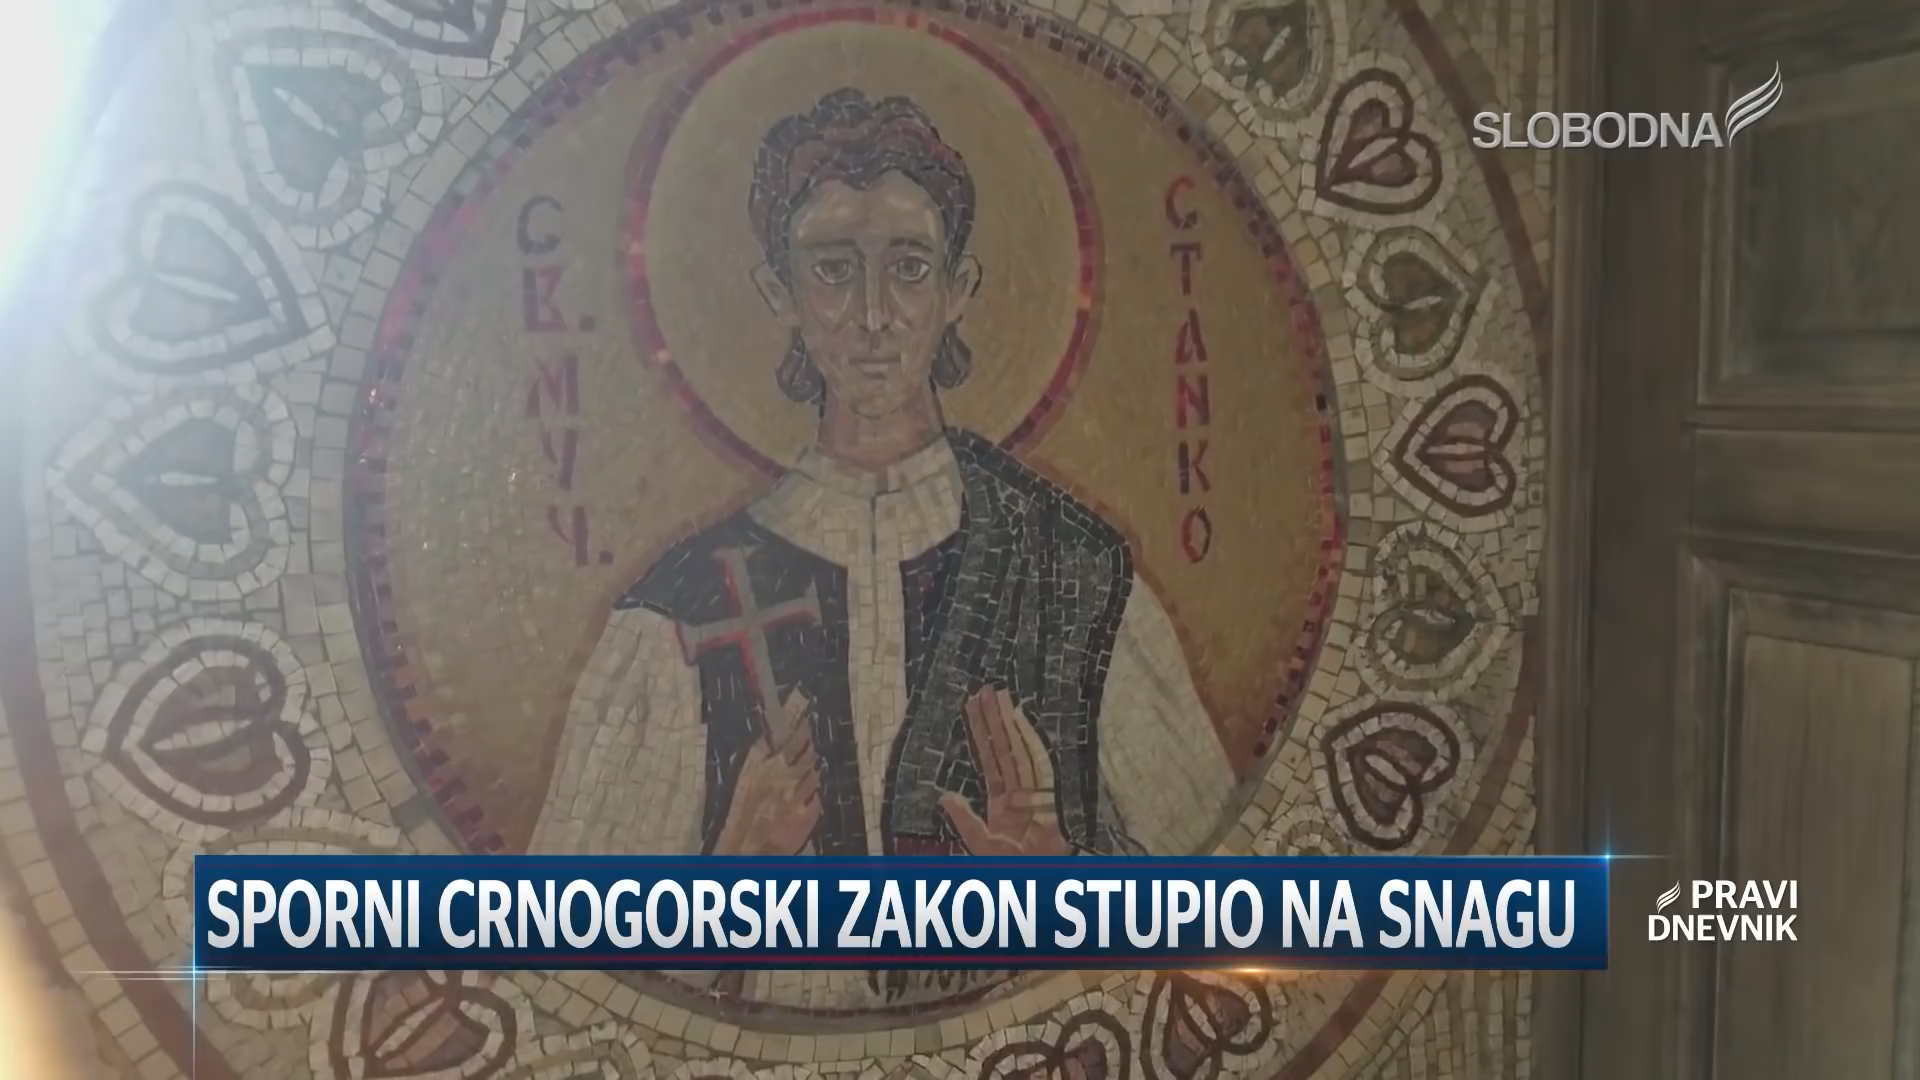 SLOBODNA
СВ. МУЧ.
СТАНКО
SPORNI CRNOGORSKI ZAKON STUPIO NA SNAGU
PRAVI
DNEVNIK